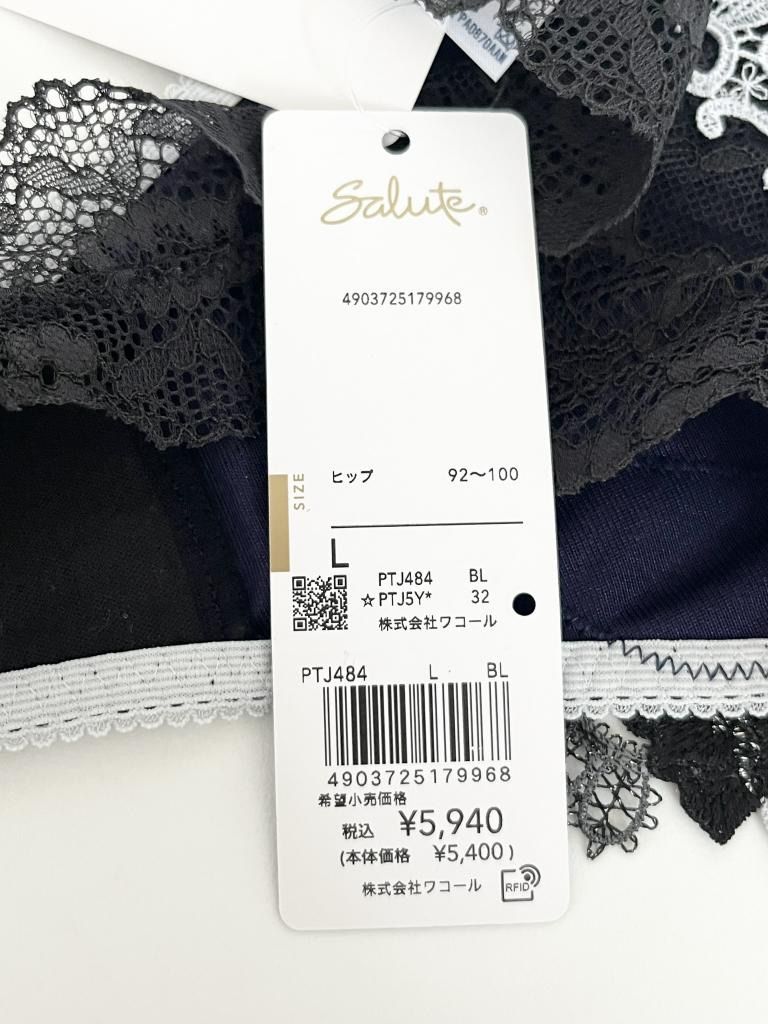 Salute®
4903725179968
SIZE
ヒップ 92〜100
L
PTJ484 BL
☆PTJ5Y* 32
株式会社ワコール
PTJ484 L BL
4903725179968
希望小売価格
税込 ¥5,940
(本体価格 ¥5,400)
株式会社ワコール
RFID